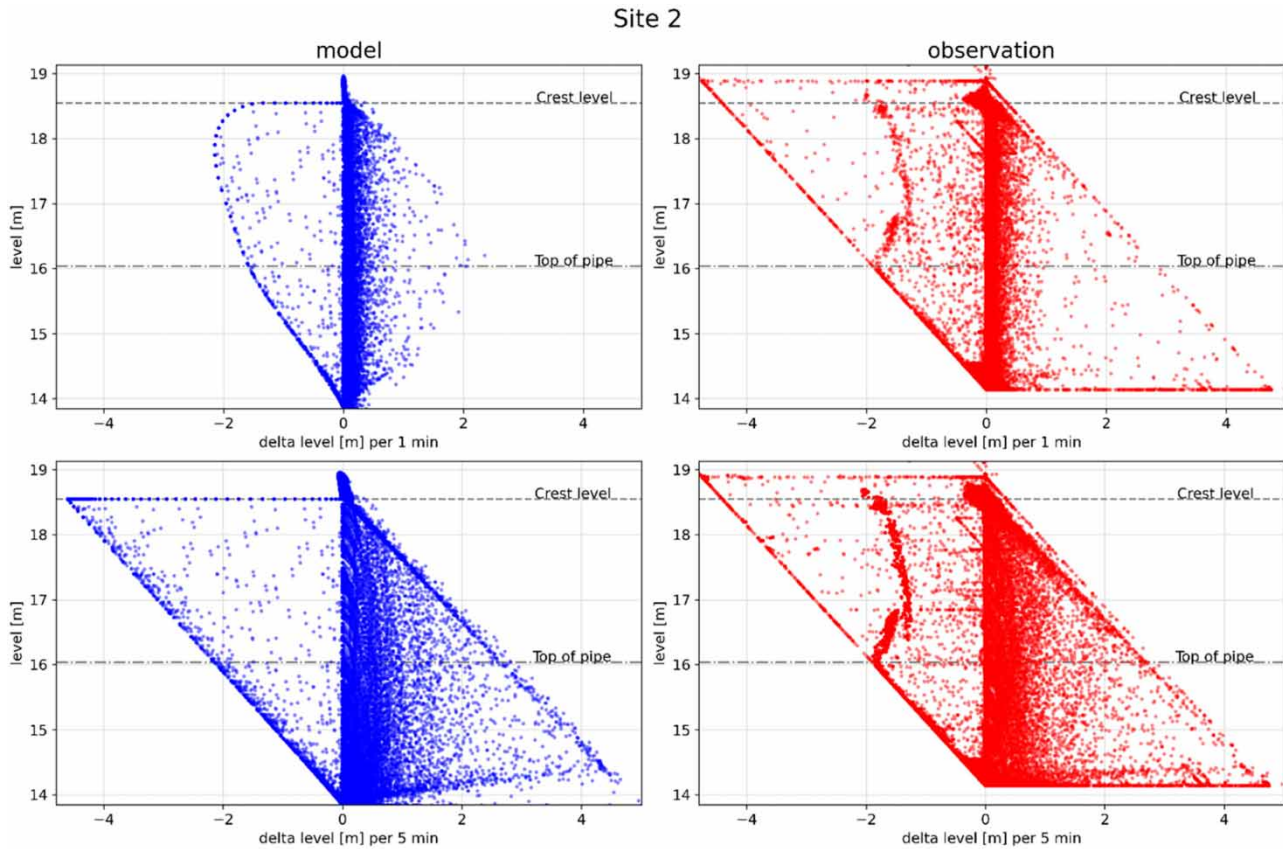 Site 2
model
observation
19
18
17
16
15
14
level [m]
Crest level
Top of pipe
−4 −2 0 2 4
delta level [m] per 1 min
19
18
17
16
15
14
level [m]
Crest level
Top of pipe
−4 −2 0 2 4
delta level [m] per 1 min
19
18
17
16
15
14
level [m]
Crest level
Top of pipe
−4 −2 0 2 4
delta level [m] per 5 min
19
18
17
16
15
14
level [m]
Crest level
Top of pipe
−4 −2 0 2 4
delta level [m] per 5 min